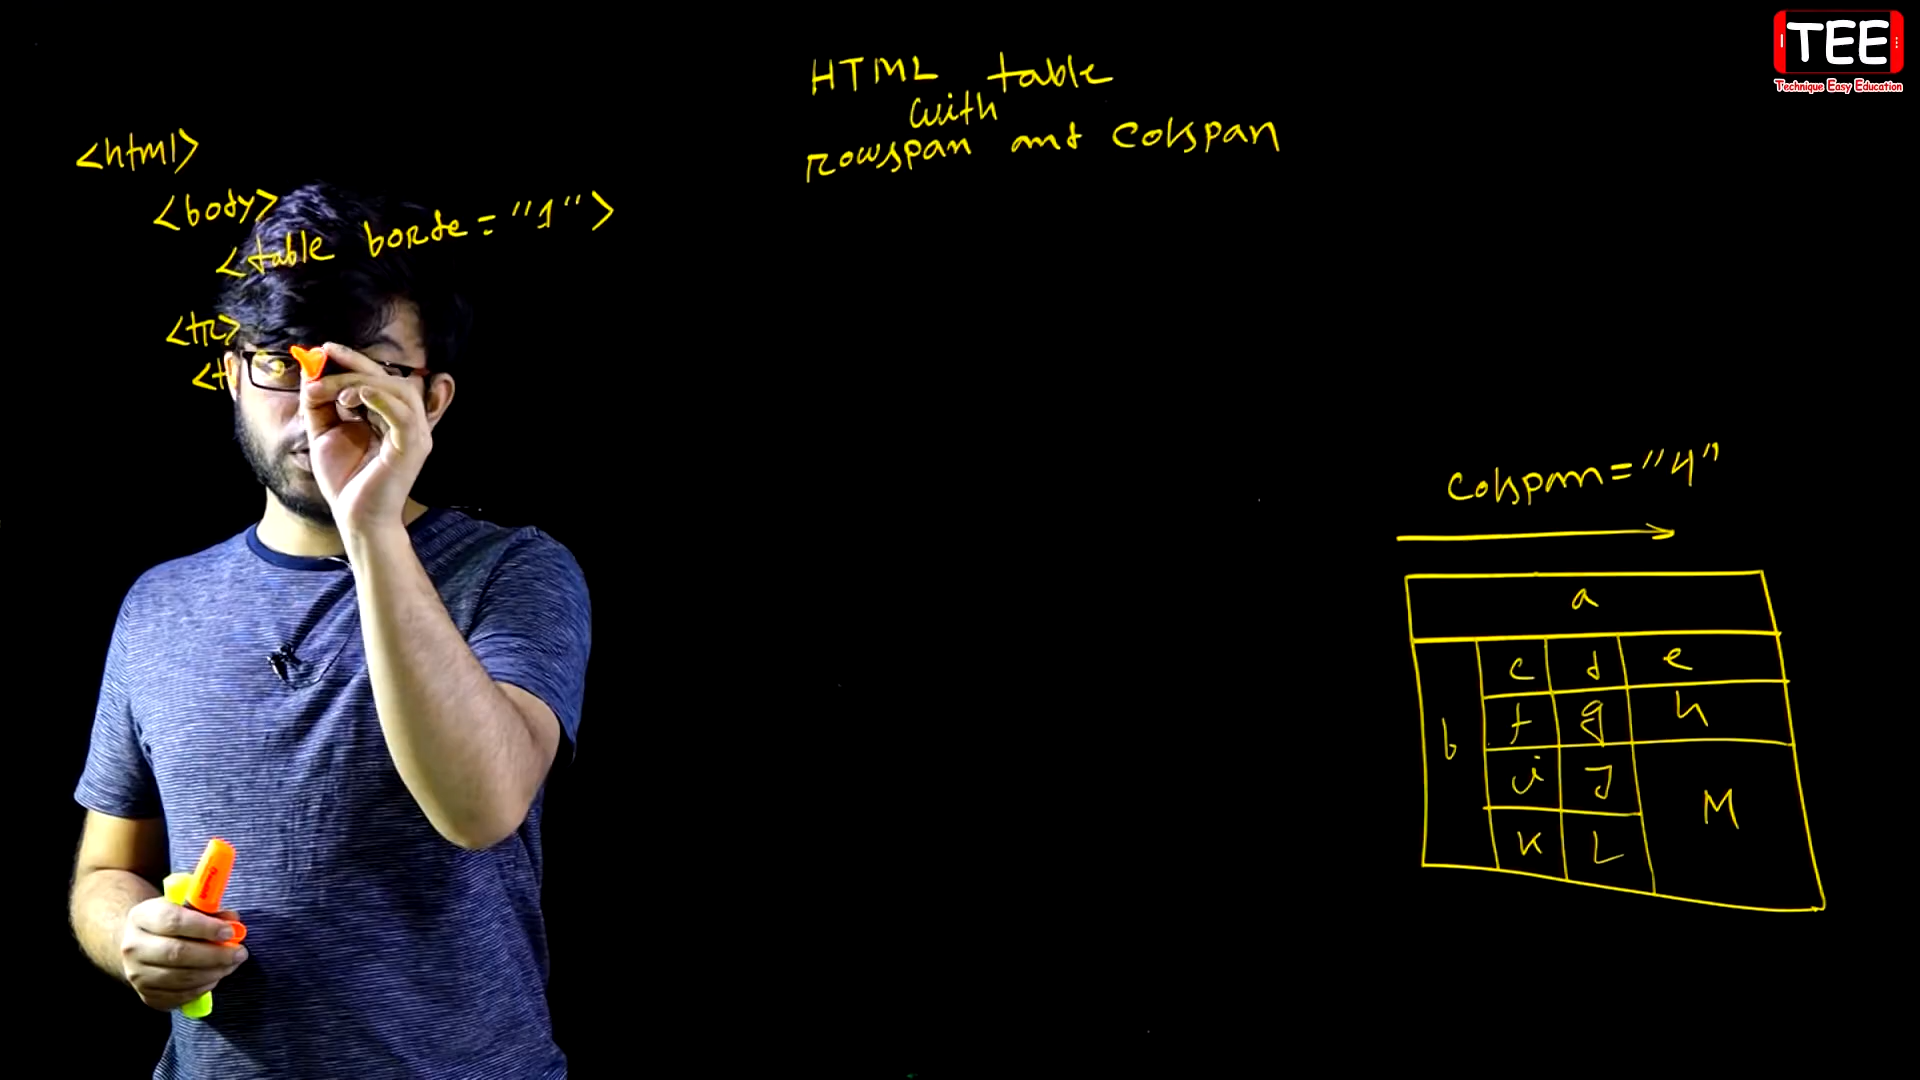 TEE
Technique Easy Education
HTML table
with
rowspan and colspan
<html>
<body>
<table borde="1">
<tr>
<t
colspan="4"
a
c d e
b
f g h
i J
M
K L